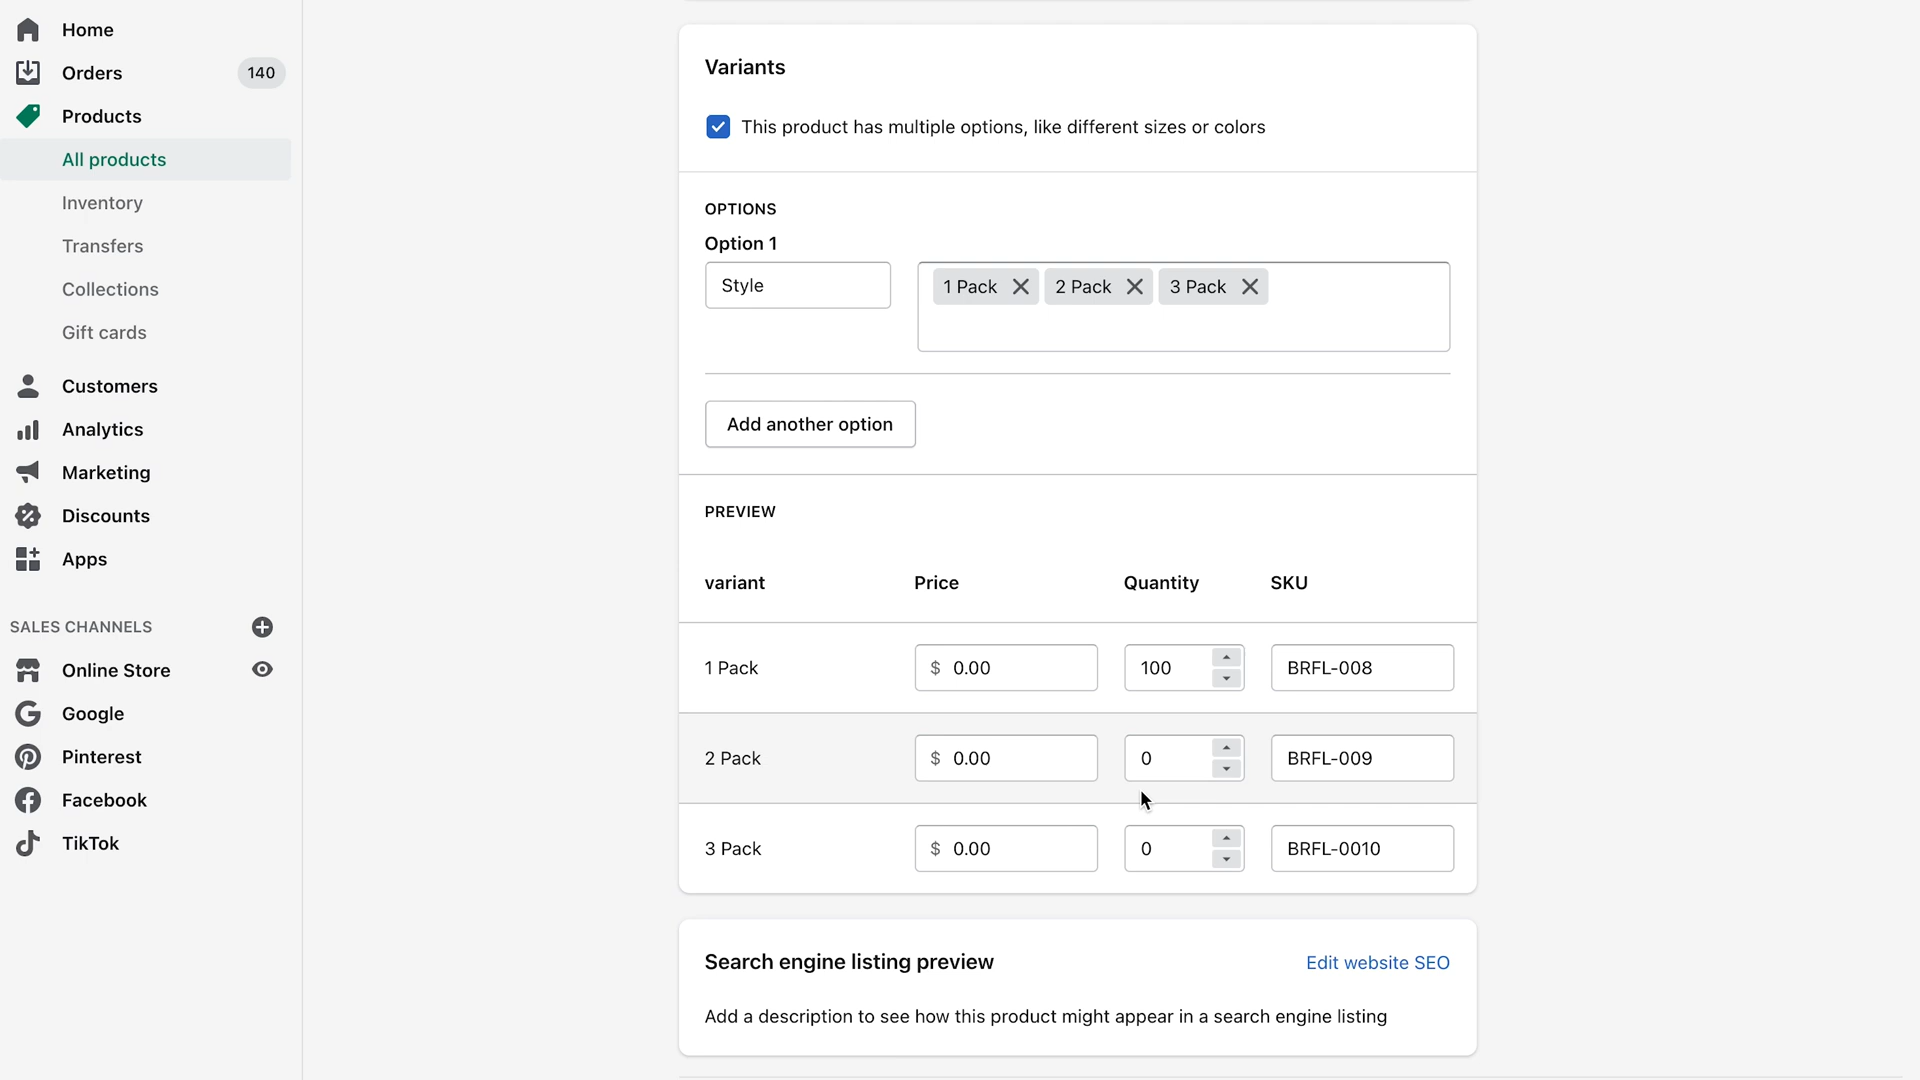 Home
Orders 140
Products
All products
Inventory
Transfers
Collections
Gift cards
Customers
Analytics
Marketing
Discounts
Apps
SALES CHANNELS
Online Store
Google
Pinterest
Facebook
TikTok
Variants
This product has multiple options, like different sizes or colors
OPTIONS
Option 1
Style 1 Pack 2 Pack 3 Pack
Add another option
PREVIEW
variant Price Quantity SKU
1 Pack $ 0.00 100 BRFL-008
2 Pack $ 0.00 0 BRFL-009
3 Pack $ 0.00 0 BRFL-0010
Search engine listing preview Edit website SEO
Add a description to see how this product might appear in a search engine listing